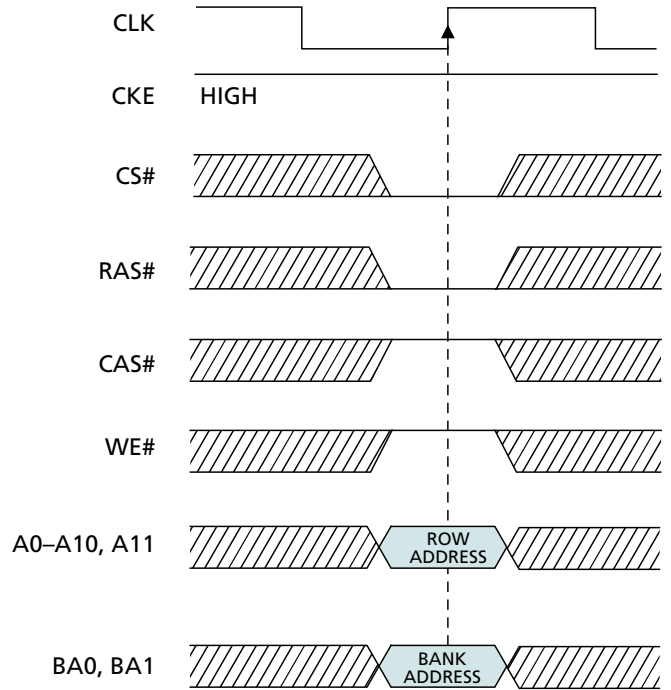 CLK
CKE HIGH
CS#
RAS#
CAS#
WE#
A0–A10, A11 ROW
ADDRESS
BA0, BA1 BANK
ADDRESS